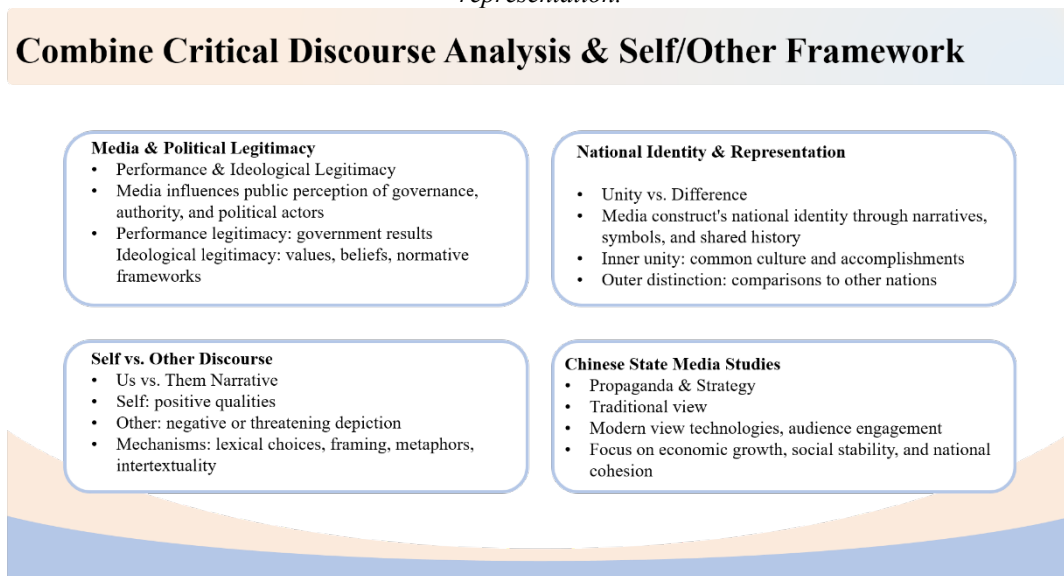 representation.
Combine Critical Discourse Analysis & Self/Other Framework
Media & Political Legitimacy
• Performance & Ideological Legitimacy
• Media influences public perception of governance,
authority, and political actors
• Performance legitimacy: government results
Ideological legitimacy: values, beliefs, normative
frameworks
National Identity & Representation
• Unity vs. Difference
• Media construct's national identity through narratives,
symbols, and shared history
• Inner unity: common culture and accomplishments
• Outer distinction: comparisons to other nations
Self vs. Other Discourse
• Us vs. Them Narrative
• Self: positive qualities
• Other: negative or threatening depiction
• Mechanisms: lexical choices, framing, metaphors,
intertextuality
Chinese State Media Studies
• Propaganda & Strategy
• Traditional view
• Modern view technologies, audience engagement
• Focus on economic growth, social stability, and national
cohesion